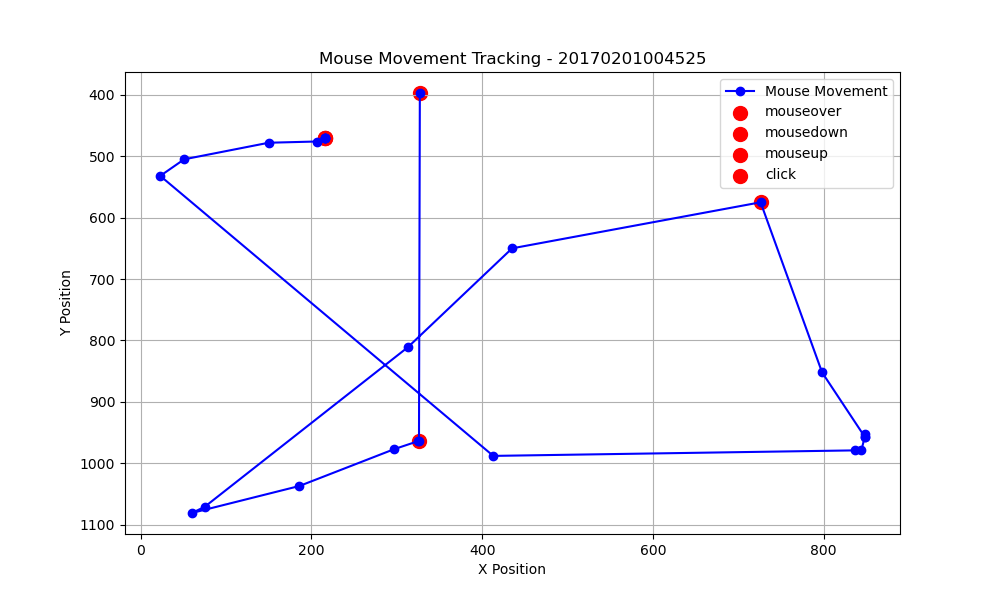 Mouse Movement Tracking - 20170201004525
Mouse Movement
mouseover
mousedown
mouseup
click
Y Position
400
500
600
700
800
900
1000
1100
0
200
400
600
800
X Position